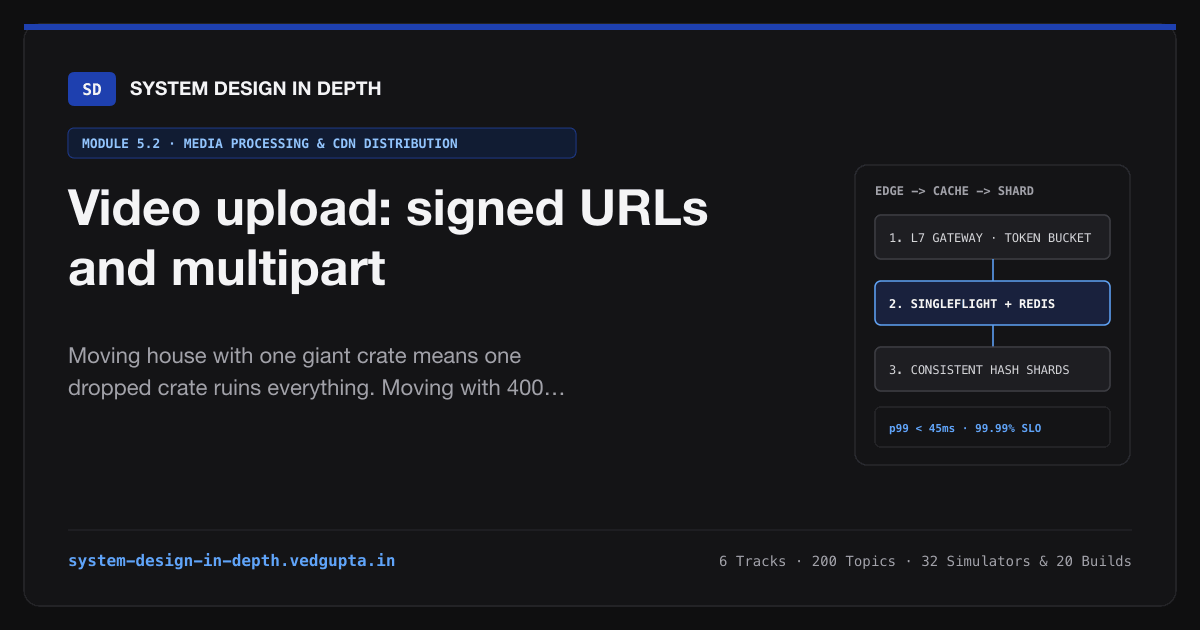 SD
SYSTEM DESIGN IN DEPTH
MODULE 5.2 · MEDIA PROCESSING & CDN DISTRIBUTION
Video upload: signed URLs
and multipart
Moving house with one giant crate means one
dropped crate ruins everything. Moving with 400…
EDGE —> CACHE —> SHARD
1. L7 GATEWAY · TOKEN BUCKET
2. SINGLEFLIGHT + REDIS
3. CONSISTENT HASH SHARDS
p99 < 45ms · 99.99% SLO
system-design-in-depth.vedgupta.in
6 Tracks · 200 Topics · 32 Simulators & 20 Builds